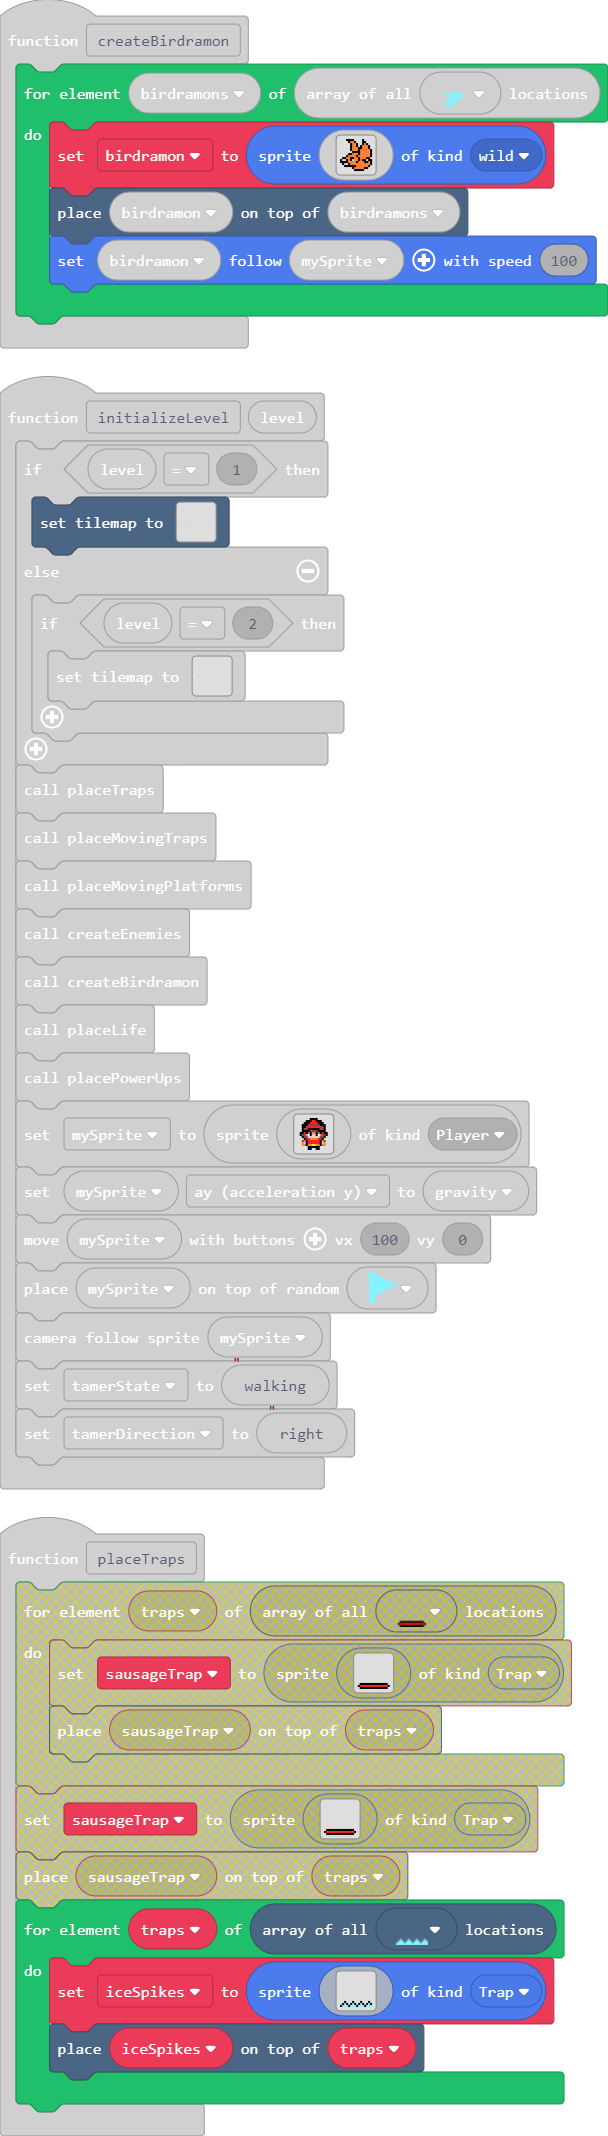 function createBirdramon
for element birdramons of array of all locations
do
set birdramon to sprite of kind wild
place birdramon on top of birdramons
set birdramon follow mySprite with speed 100
function initializeLevel level
if level = 1 then
set tilemap to
else
if level = 2 then
set tilemap to
call placeTraps
call placeMovingTraps
call placeMovingPlatforms
call createEnemies
call createBirdramon
call placeLife
call placePowerUps
set mySprite to sprite of kind Player
set mySprite ay (acceleration y) to gravity
move mySprite with buttons vx 100 vy 0
place mySprite on top of random
camera follow sprite mySprite
set tamerState to "walking"
set tamerDirection to "right
function placeTraps
for element traps of array of all locations
do
set sausageTrap to sprite of kind Trap
place sausageTrap on top of traps
set sausageTrap to sprite of kind Trap
place sausageTrap on top of traps
for element traps of array of all locations
do
set iceSpikes to sprite of kind Trap
place iceSpikes on top of traps